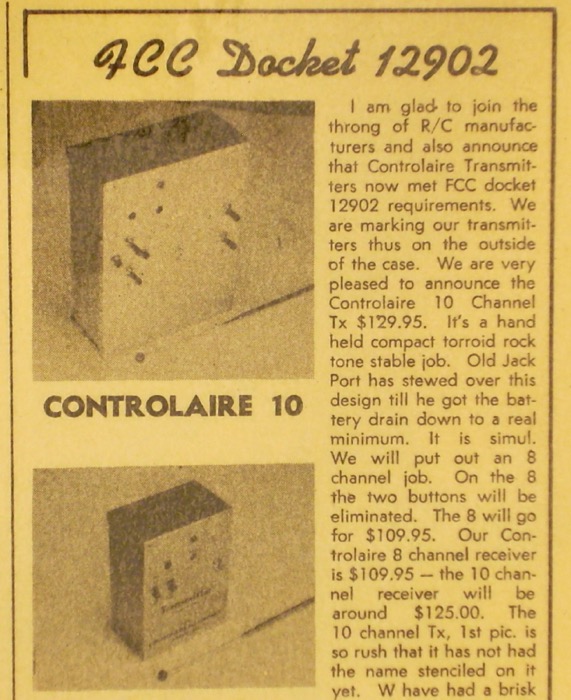 FCC Docket 12902
I am glad to join the
throng of R/C manufac-
turers and also announce
that Controlaire Transmit-
ters now met FCC docket
12902 requirements. We
are marking our transmit-
ters thus on the outside
of the case. We are very
pleased to announce the
Controlaire 10 Channel
Tx $129.95. It's a hand
held compact torroid rock
tone stable job. Old Jack
Port has stewed over this
design till he got the bat-
tery drain down to a real
minimum. It is simul.
We will put out an 8
channel job. On the 8
the two buttons will be
eliminated. The 8 will go
for $109.95. Our Con-
trolaire 8 channel receiver
is $109.95 — the 10 chan-
nel receiver will be
around $125.00. The
10 channel Tx, 1st pic. is
so rush that it has not had
the name stenciled on it
yet. W have had a brisk
CONTROLAIRE 10